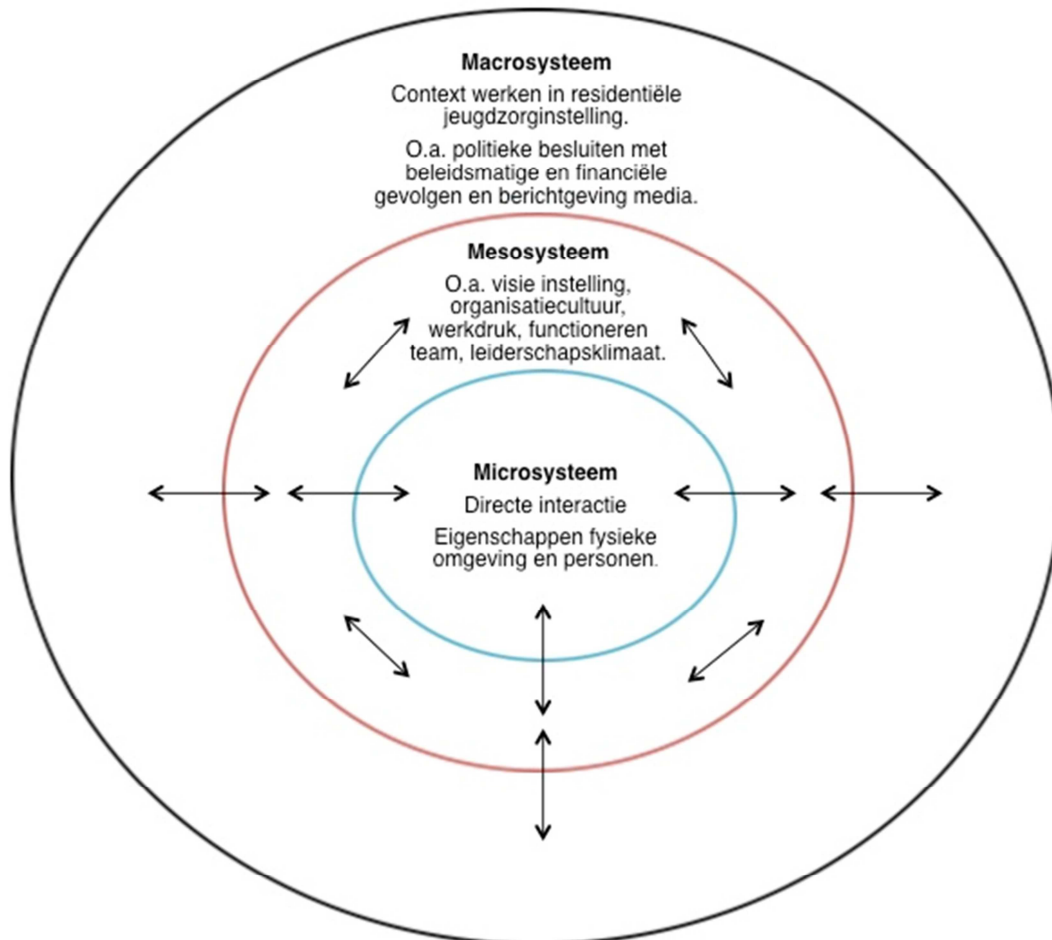 Macrosysteem
Context werken in residentiële
jeugdzorginstelling.
O.a. politieke besluiten met
beleidsmatige en financiële
gevolgen en berichtgeving media.
Mesosysteem
O.a. visie instelling,
organisatiecultuur,
werkdruk, functioneren
team, leiderschapsklimaat.
Microsysteem
Directe interactie
Eigenschappen fysieke
omgeving en personen.